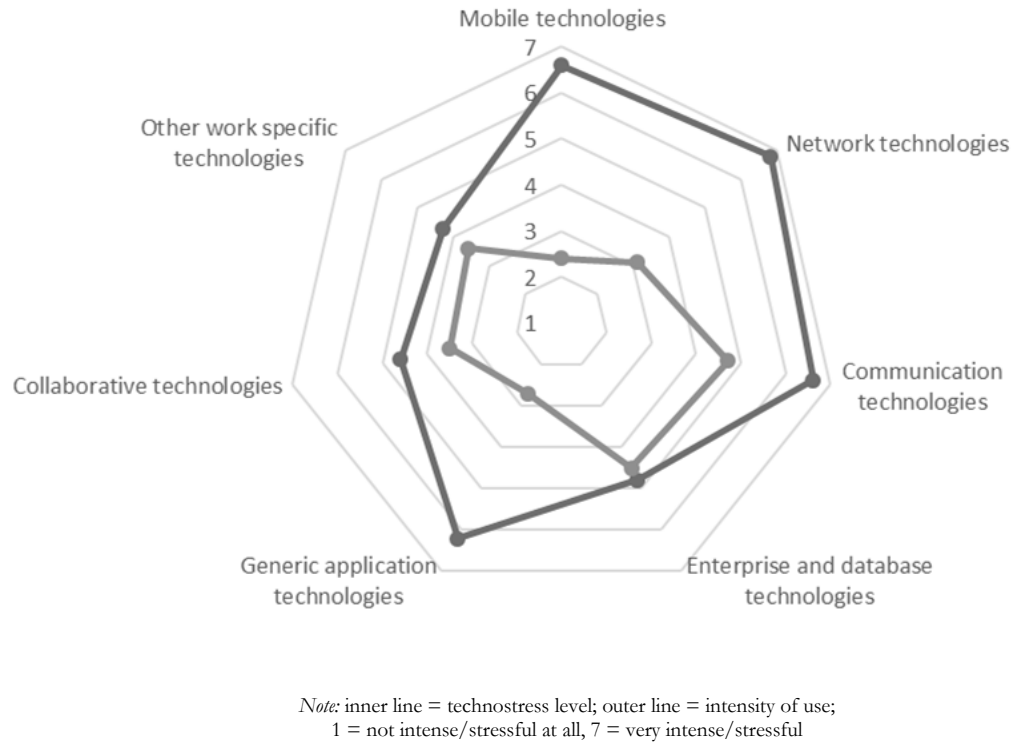 Mobile technologies
7
6
5
4
3
2
1
Other work specific
technologies
Network technologies
Collaborative technologies
Communication
technologies
Generic application
technologies
Enterprise and database
technologies
Note: inner line = technostress level; outer line = intensity of use;
1 = not intense/stressful at all, 7 = very intense/stressful